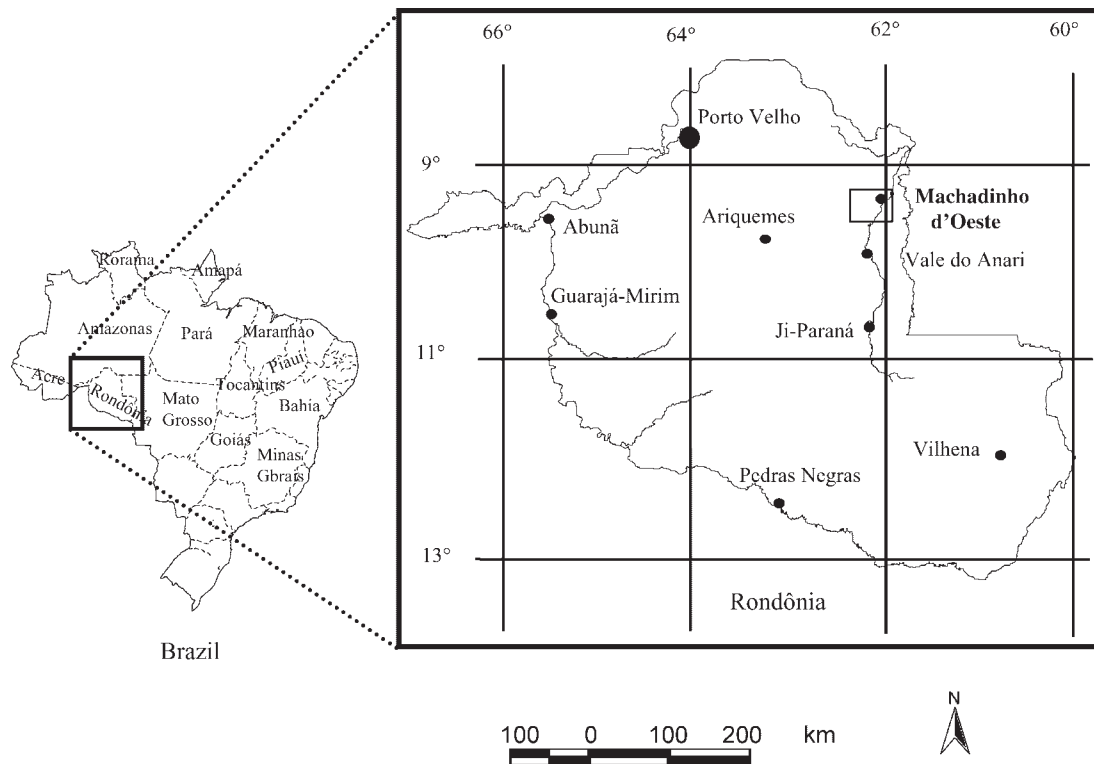 66°
64°
62°
60°
Porto Velho
9°
Machadinho
d'Oeste
Ariquemes
Abunã
Vale do Anari
Guarajá-Mirim
Ji-Paraná
11°
Vilhena
Pedras Negras
13°
Rondônia
Rorama
Amapá
Amazonas
Pará
Maranhão
Piauí
Acre
Rondônia
Tocantins
Mato
Grosso
Bahia
Goiás
Minas
Gbrais
Brazil
N
100 0 100 200 km